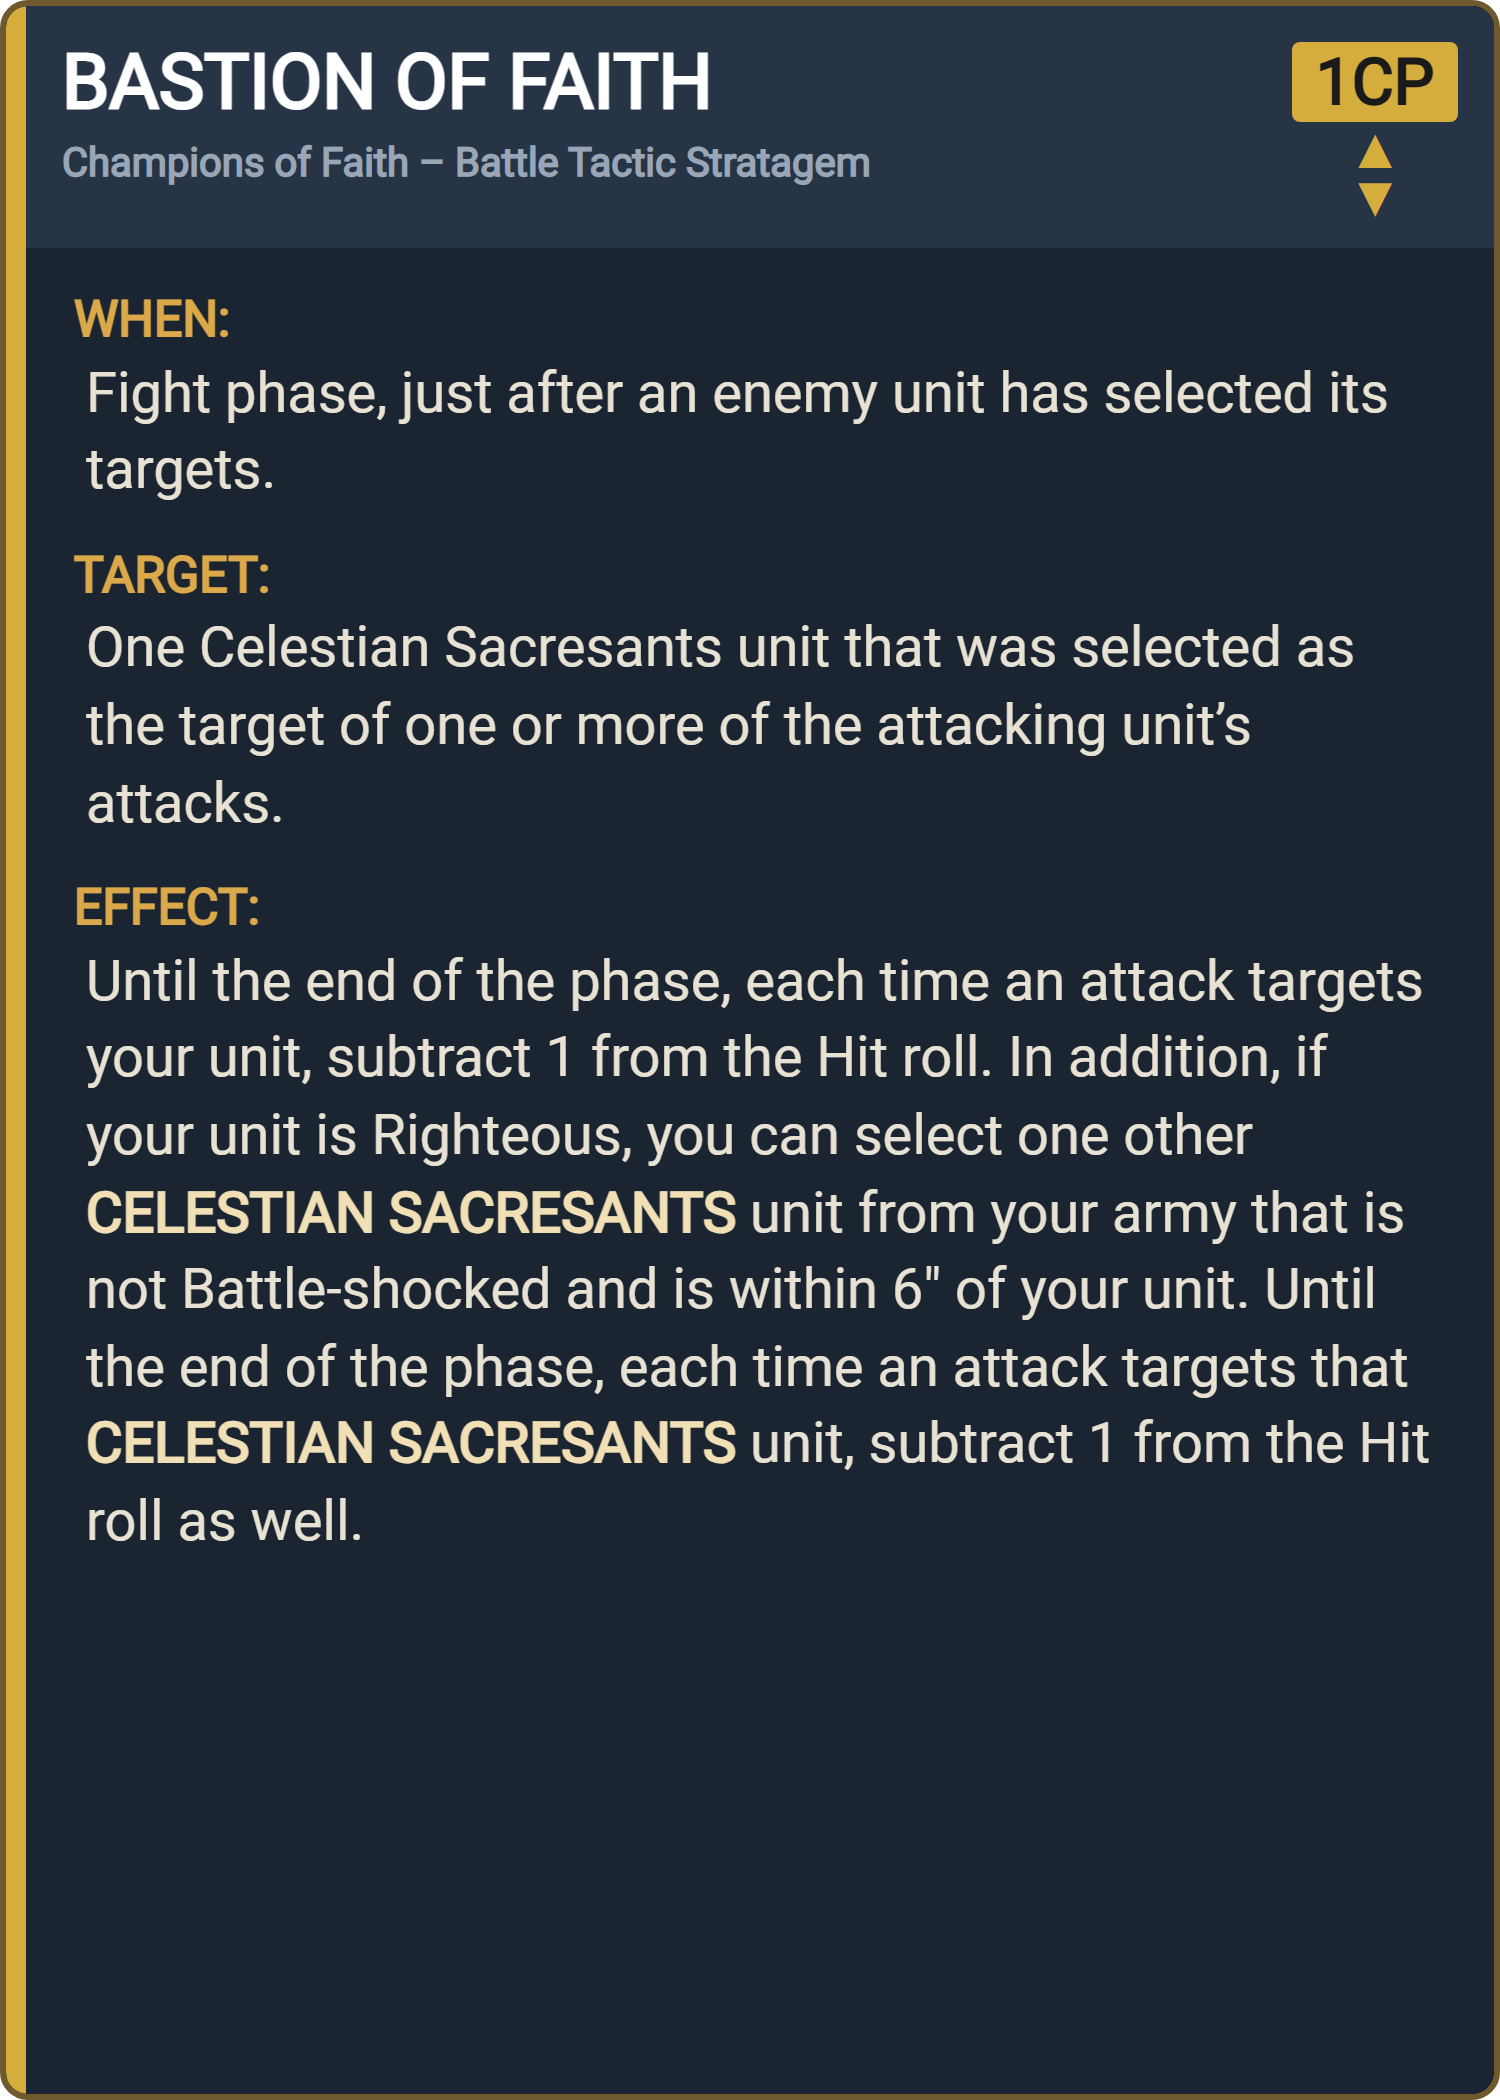 BASTION OF FAITH
1CP
Champions of Faith – Battle Tactic Stratagem
▲
▼
WHEN:
Fight phase, just after an enemy unit has selected its
targets.
TARGET:
One Celestian Sacresants unit that was selected as
the target of one or more of the attacking unit’s
attacks.
EFFECT:
Until the end of the phase, each time an attack targets
your unit, subtract 1 from the Hit roll. In addition, if
your unit is Righteous, you can select one other
CELESTIAN SACRESANTS unit from your army that is
not Battle-shocked and is within 6" of your unit. Until
the end of the phase, each time an attack targets that
CELESTIAN SACRESANTS unit, subtract 1 from the Hit
roll as well.